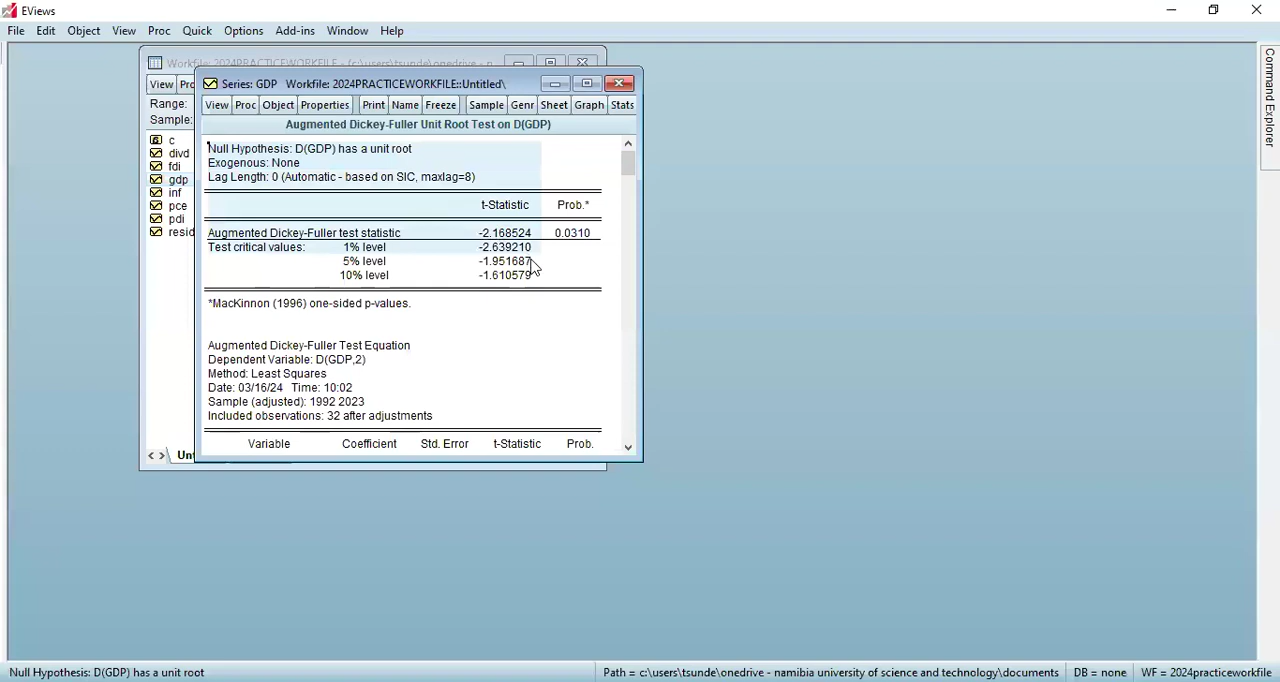 EViews
File Edit Object View Proc Quick Options Add-ins Window Help
Workfile: 2024PRACTICEWORKFILE - (c:\users\tsunde\onedrive - n
View Pro
Range:
Sample:
c
divd
fdi
gdp
inf
pce
pdi
resid
Unt
Series: GDP Workfile: 2024PRACTICEWORKFILE::Untitled\
View Proc Object Properties Print Name Freeze Sample Genr Sheet Graph Stats
Augmented Dickey-Fuller Unit Root Test on D(GDP)
Null Hypothesis: D(GDP) has a unit root
Exogenous: None
Lag Length: 0 (Automatic - based on SIC, maxlag=8)
t-Statistic Prob.*
Augmented Dickey-Fuller test statistic -2.168524 0.0310
Test critical values: 1% level -2.639210
5% level -1.951687
10% level -1.610579
*MacKinnon (1996) one-sided p-values.
Augmented Dickey-Fuller Test Equation
Dependent Variable: D(GDP,2)
Method: Least Squares
Date: 03/16/24 Time: 10:02
Sample (adjusted): 1992 2023
Included observations: 32 after adjustments
Variable Coefficient Std. Error t-Statistic Prob.
Command Explorer
Null Hypothesis: D(GDP) has a unit root
Path = c:\users\tsunde\onedrive - namibia university of science and technology\documents DB = none WF = 2024practiceworkfile